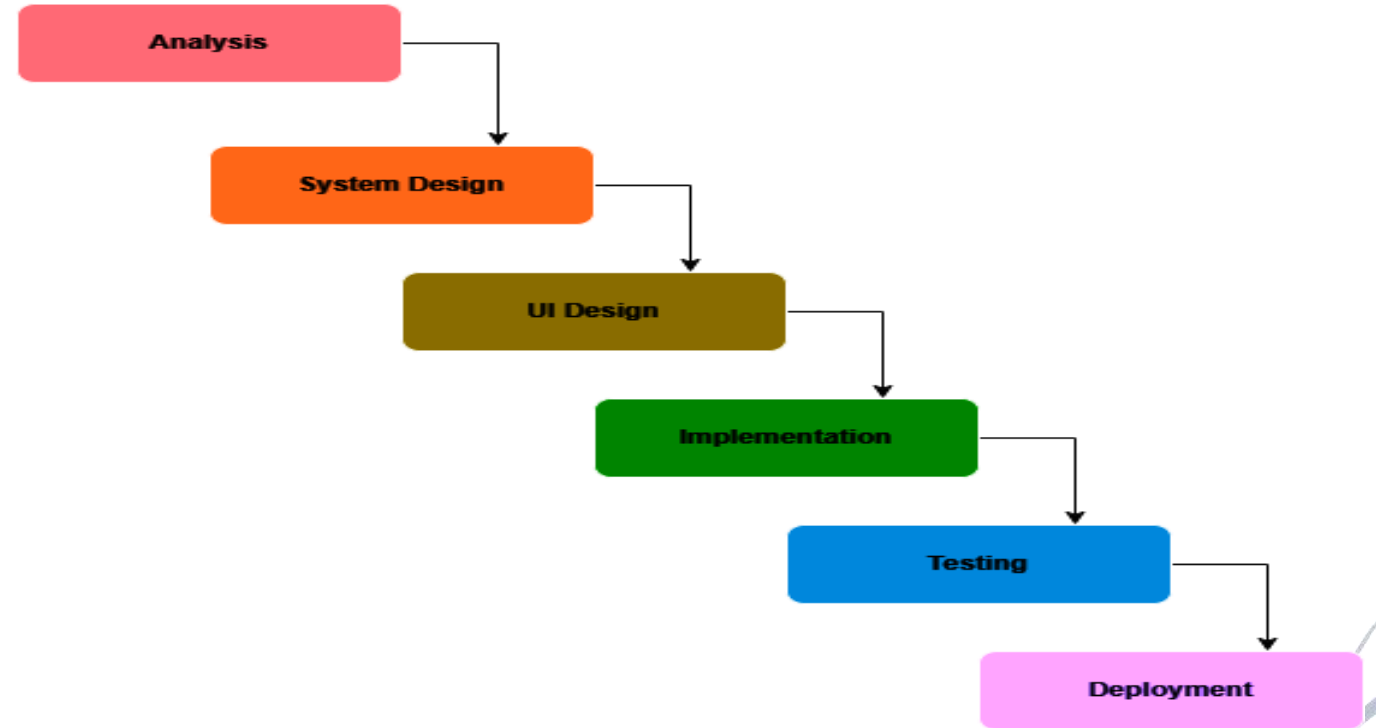 Analysis
System Design
UI Design
Implementation
Testing
Deployment